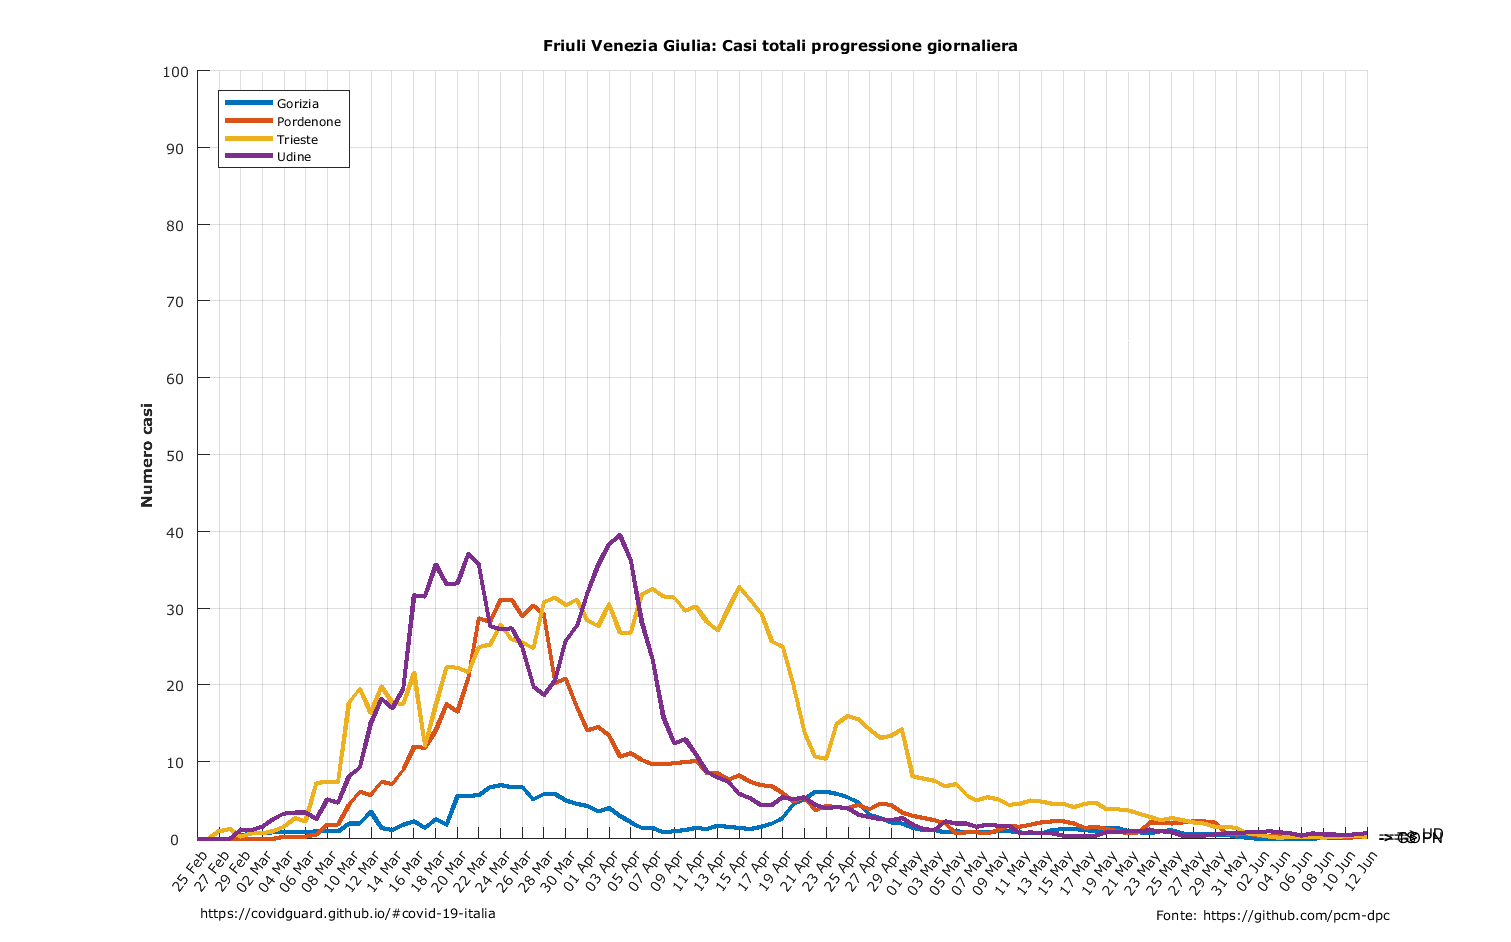 Friuli Venezia Giulia: Casi totali progressione giornaliera
Numero casi
100
90
80
70
60
50
40
30
20
10
0
Gorizia
Pordenone
Trieste
Udine
25 Feb
27 Feb
29 Feb
02 Mar
04 Mar
06 Mar
08 Mar
10 Mar
12 Mar
14 Mar
16 Mar
18 Mar
20 Mar
22 Mar
24 Mar
26 Mar
28 Mar
30 Mar
01 Apr
03 Apr
05 Apr
07 Apr
09 Apr
11 Apr
13 Apr
15 Apr
17 Apr
19 Apr
21 Apr
23 Apr
25 Apr
27 Apr
29 Apr
01 May
03 May
05 May
07 May
09 May
11 May
13 May
15 May
17 May
19 May
21 May
23 May
25 May
27 May
29 May
31 May
02 Jun
04 Jun
06 Jun
08 Jun
10 Jun
12 Jun
UD
PN
https://covidguard.github.io/#covid-19-italia
Fonte: https://github.com/pcm-dpc